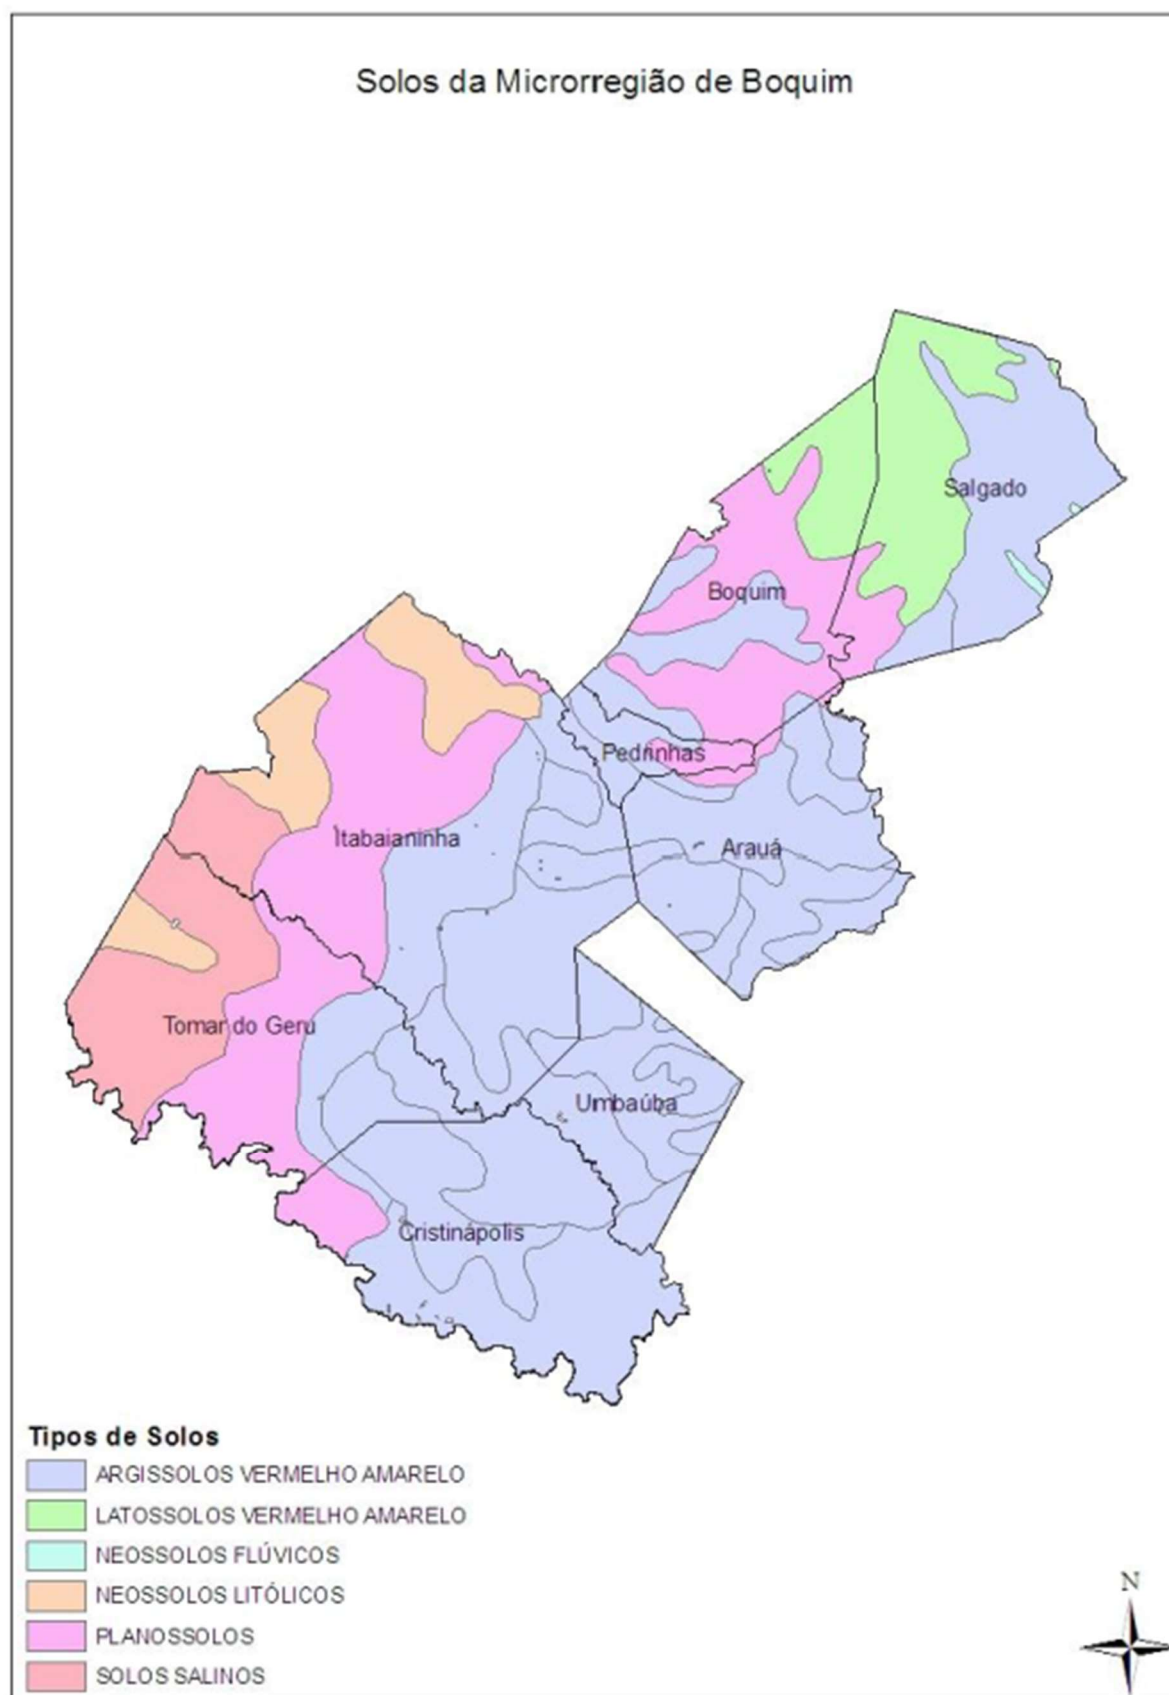 Solos da Microrregião de Boquim
Salgado
Boquim
Pedrinhas
Itabaianinha
Arauá
Tomar do Geru
Umbaúba
Cristinápolis
Tipos de Solos
ARGISSOLOS VERMELHO AMARELO
LATOSSOLOS VERMELHO AMARELO
NEOSSOLOS FLÚVICOS
NEOSSOLOS LITÓLICOS
PLANOSSOLOS
SOLOS SALINOS
N